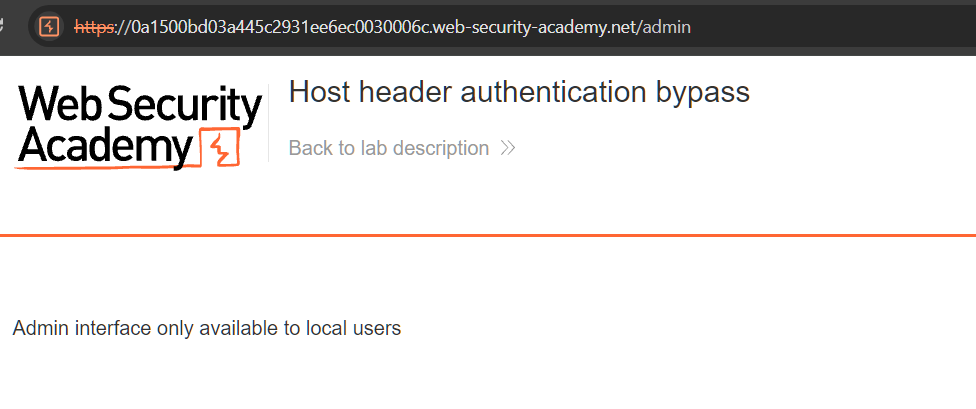 https://0a1500bd03a445c2931ee6ec0030006c.web-security-academy.net/admin
Web Security
Academy
Host header authentication bypass
Back to lab description
Admin interface only available to local users